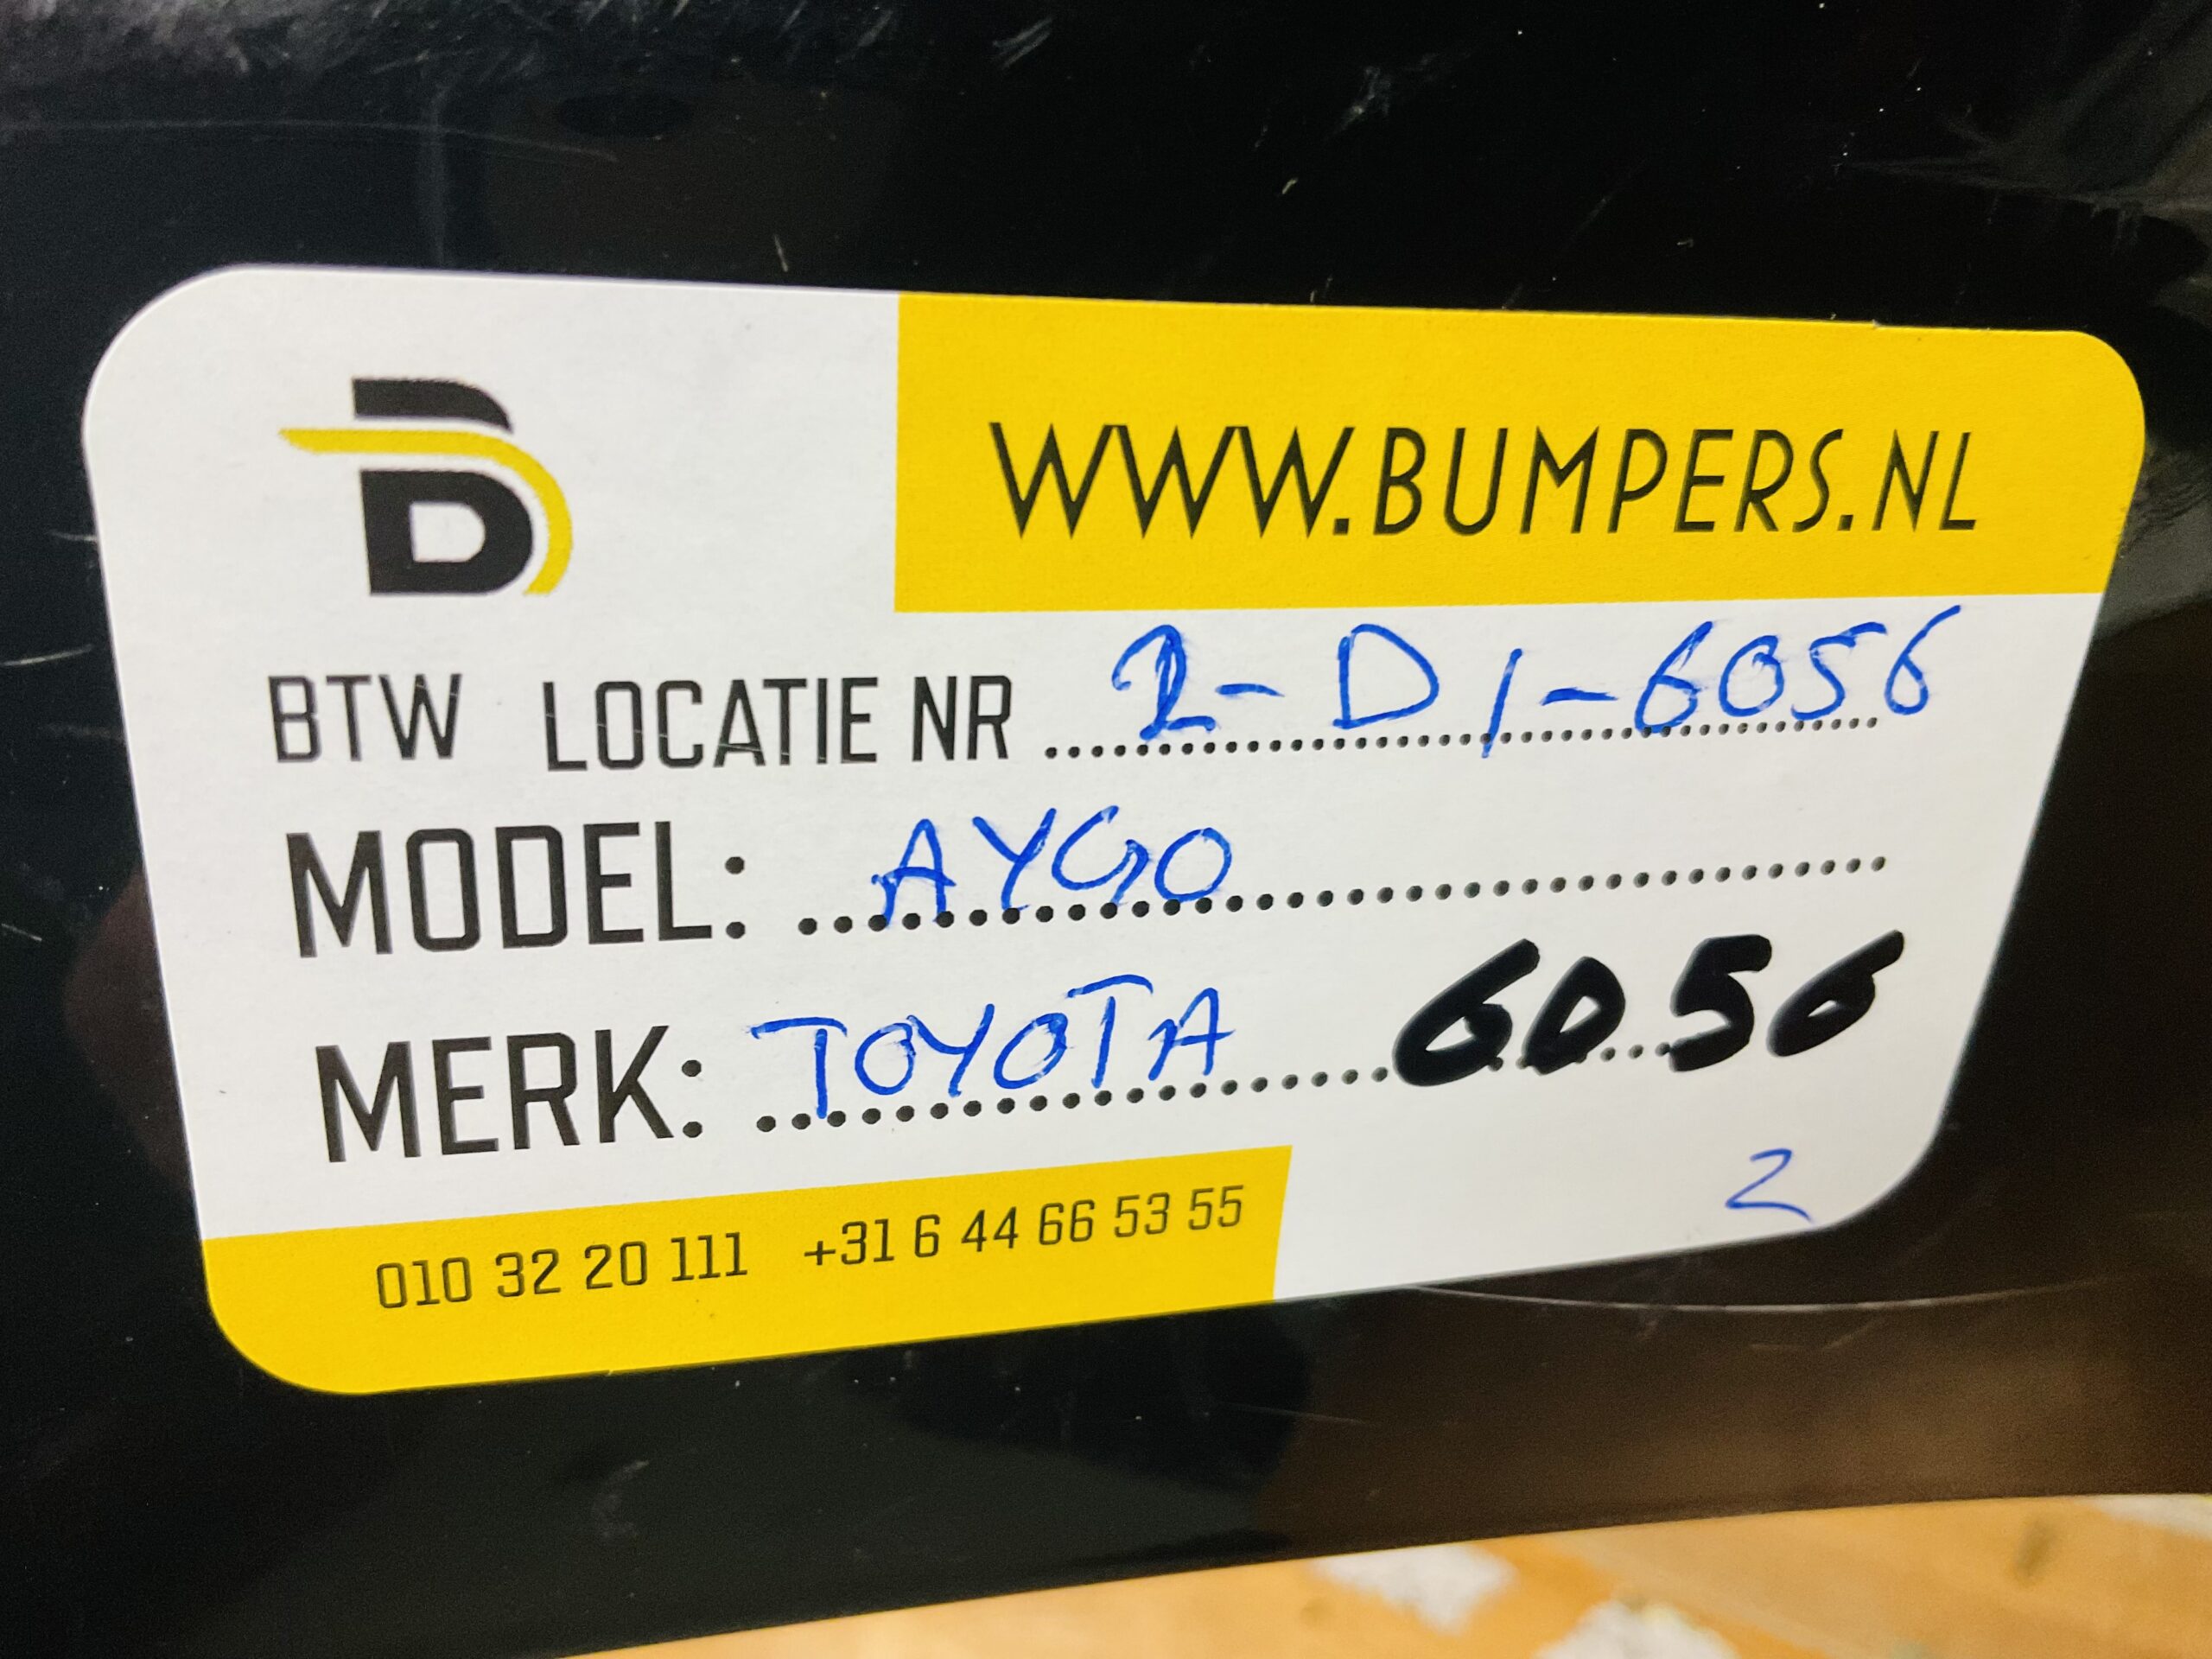 WWW.BUMPERS.NL
BTW LOCATIE NR 2-D1-6056
MODEL: AYGO
MERK: TOYOTA 6056
2
010 32 20 111 +31 6 44 66 53 55